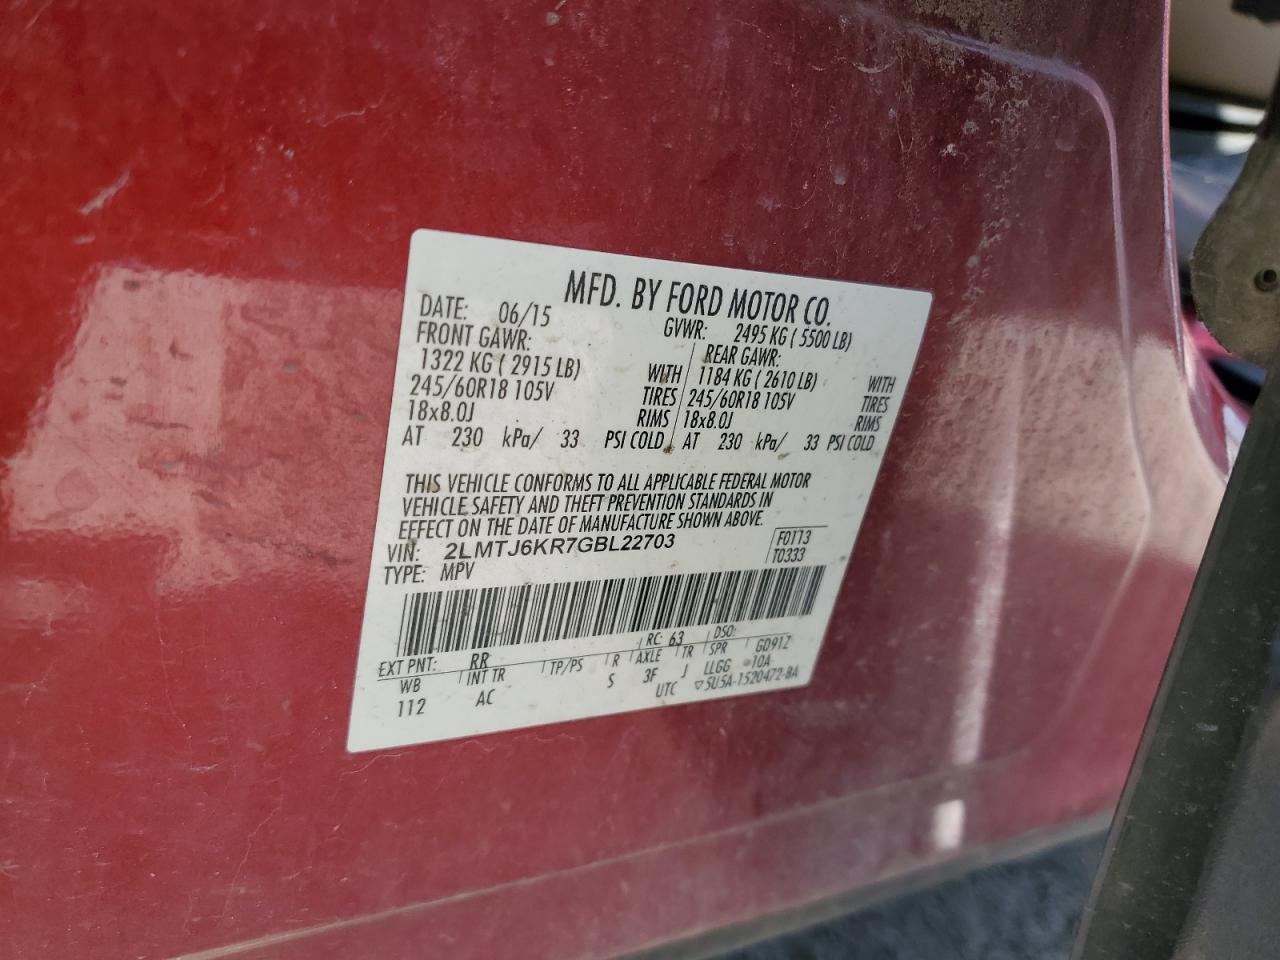 MFD. BY FORD MOTOR CO.
DATE: 06/15 GVWR: 2495 KG ( 5500 LB)
FRONT GAWR: REAR GAWR:
1322 KG ( 2915 LB) WITH 1184 KG ( 2610 LB) WITH
245/60R18 105V TIRES 245/60R18 105V TIRES
18x8.0J RIMS 18x8.0J RIMS
AT 230 kPa/ 33 PSI COLD AT 230 kPa/ 33 PSI COLD
THIS VEHICLE CONFORMS TO ALL APPLICABLE FEDERAL MOTOR
VEHICLE SAFETY AND THEFT PREVENTION STANDARDS IN
EFFECT ON THE DATE OF MANUFACTURE SHOWN ABOVE.
VIN: 2LMTJ6KR7GBL22703 F0113
TYPE: MPV T0333
EXT PNT: RR RC: 63 DSO:
WB INT TR TP/PS R AXLE TR SPR GD91Z
112 AC S 3F J LLGG 10A
UTC ▽5U5A-1520472-BA